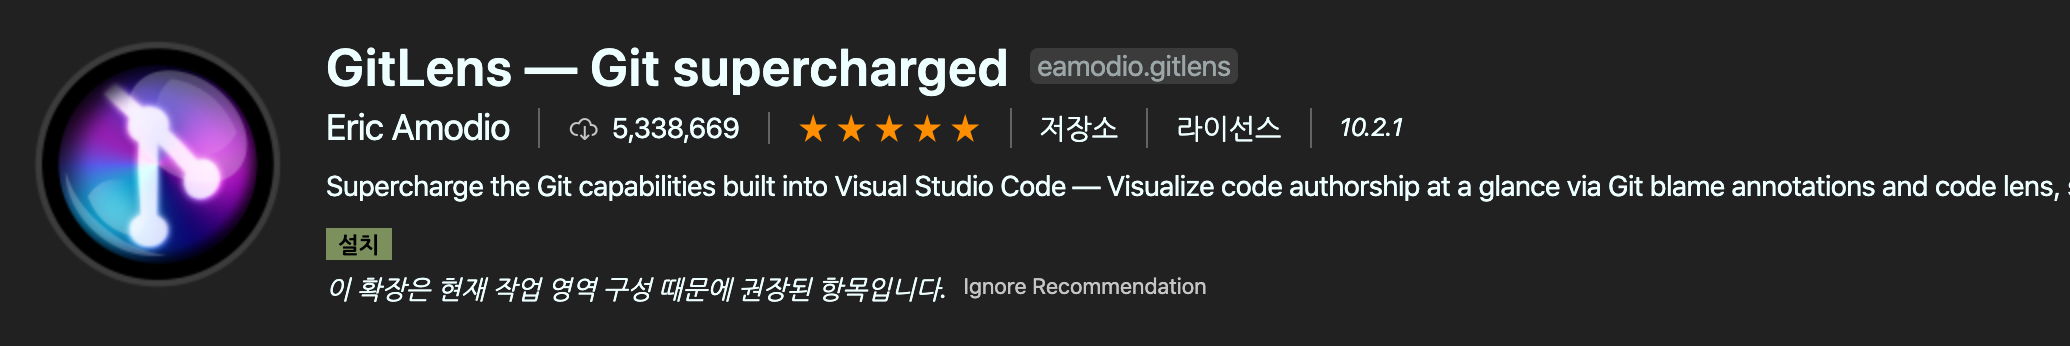 GitLens — Git supercharged eamodio.gitlens
Eric Amodio 5,338,669 ★★★★★ 저장소 라이선스 10.2.1
Supercharge the Git capabilities built into Visual Studio Code — Visualize code authorship at a glance via Git blame annotations and code lens,
설치
이 확장은 현재 작업 영역 구성 때문에 권장된 항목입니다. Ignore Recommendation